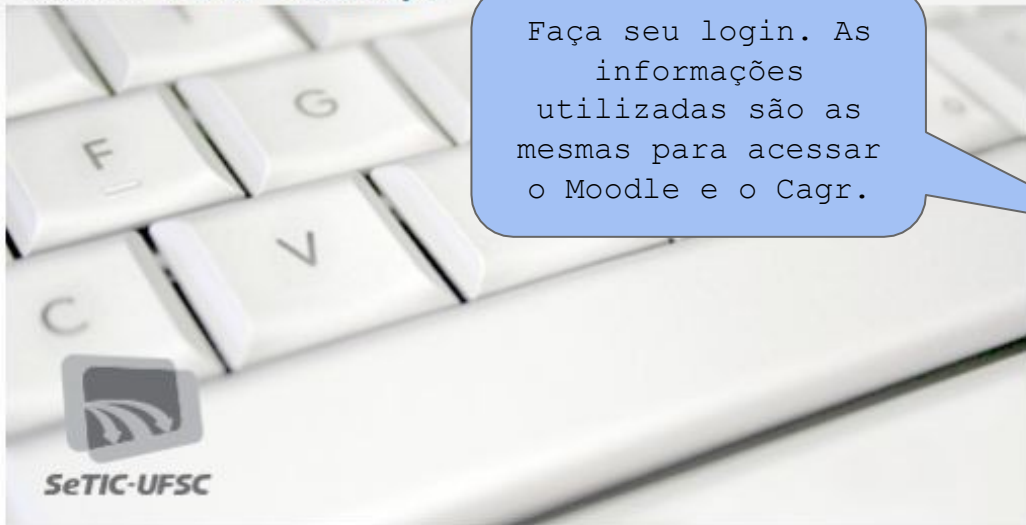 Faça seu login. As
informações
utilizadas são as
mesmas para acessar
o Moodle e o Cagr.
G
F
V
C
SeTIC-UFSC